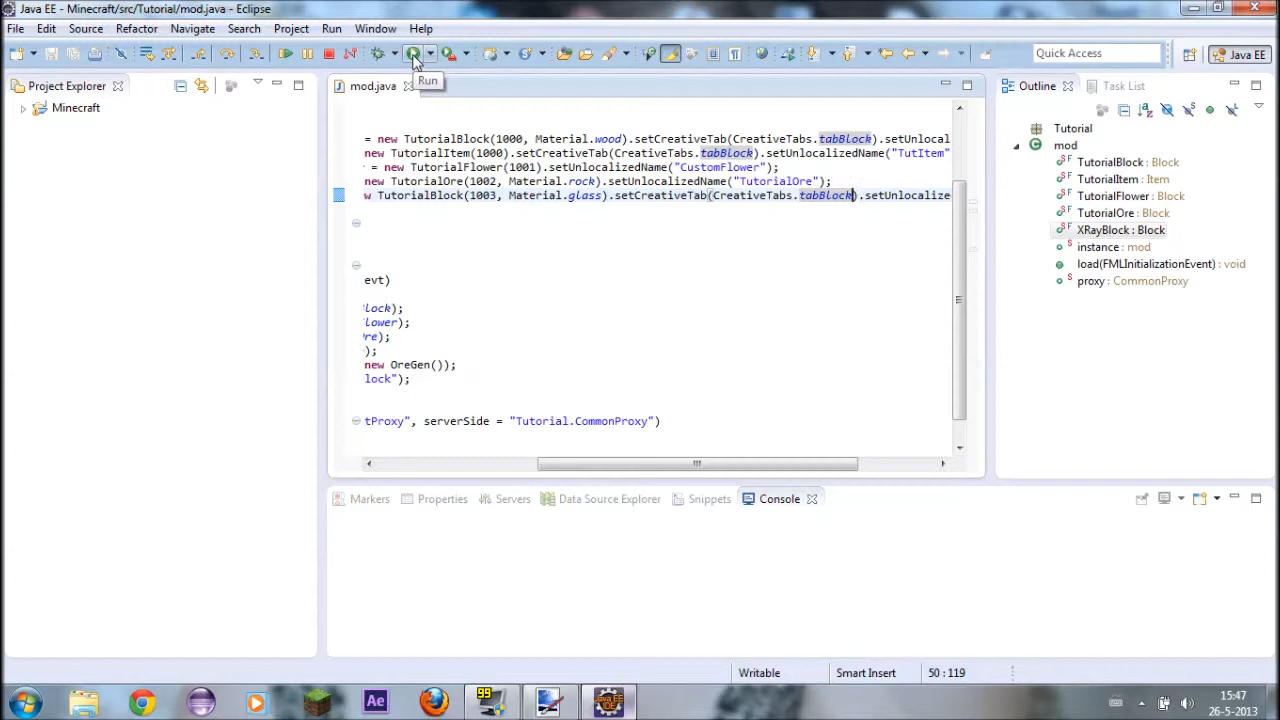 Java EE - Minecraft/src/Tutorial/mod.java - Eclipse
File Edit Source Refactor Navigate Search Project Run Window Help
Quick Access
Java EE
Run
Project Explorer
Minecraft
mod.java
= new TutorialBlock(1000, Material.wood).setCreativeTab(CreativeTabs.tabBlock).setUnlocal
new TutorialItem(1000).setCreativeTab(CreativeTabs.tabBlock).setUnlocalizedName("TutItem"
= new TutorialFlower(1001).setUnlocalizedName("CustomFlower");
new TutorialOre(1002, Material.rock).setUnlocalizedName("TutorialOre");
w TutorialBlock(1003, Material.glass).setCreativeTab(CreativeTabs.tabBlock).setUnlocalize
evt)
lock);
lower);
re);
);
new OreGen());
lock");
tProxy", serverSide = "Tutorial.CommonProxy")
Outline
Task List
Tutorial
mod
TutorialBlock : Block
TutorialItem : Item
TutorialFlower : Block
TutorialOre : Block
XRayBlock : Block
instance : mod
load(FMLInitializationEvent) : void
proxy : CommonProxy
Markers Properties Servers Data Source Explorer Snippets Console
Writable
Smart Insert
50 : 119
Ae
99
Java EE
IDE
15:47
26-5-2013